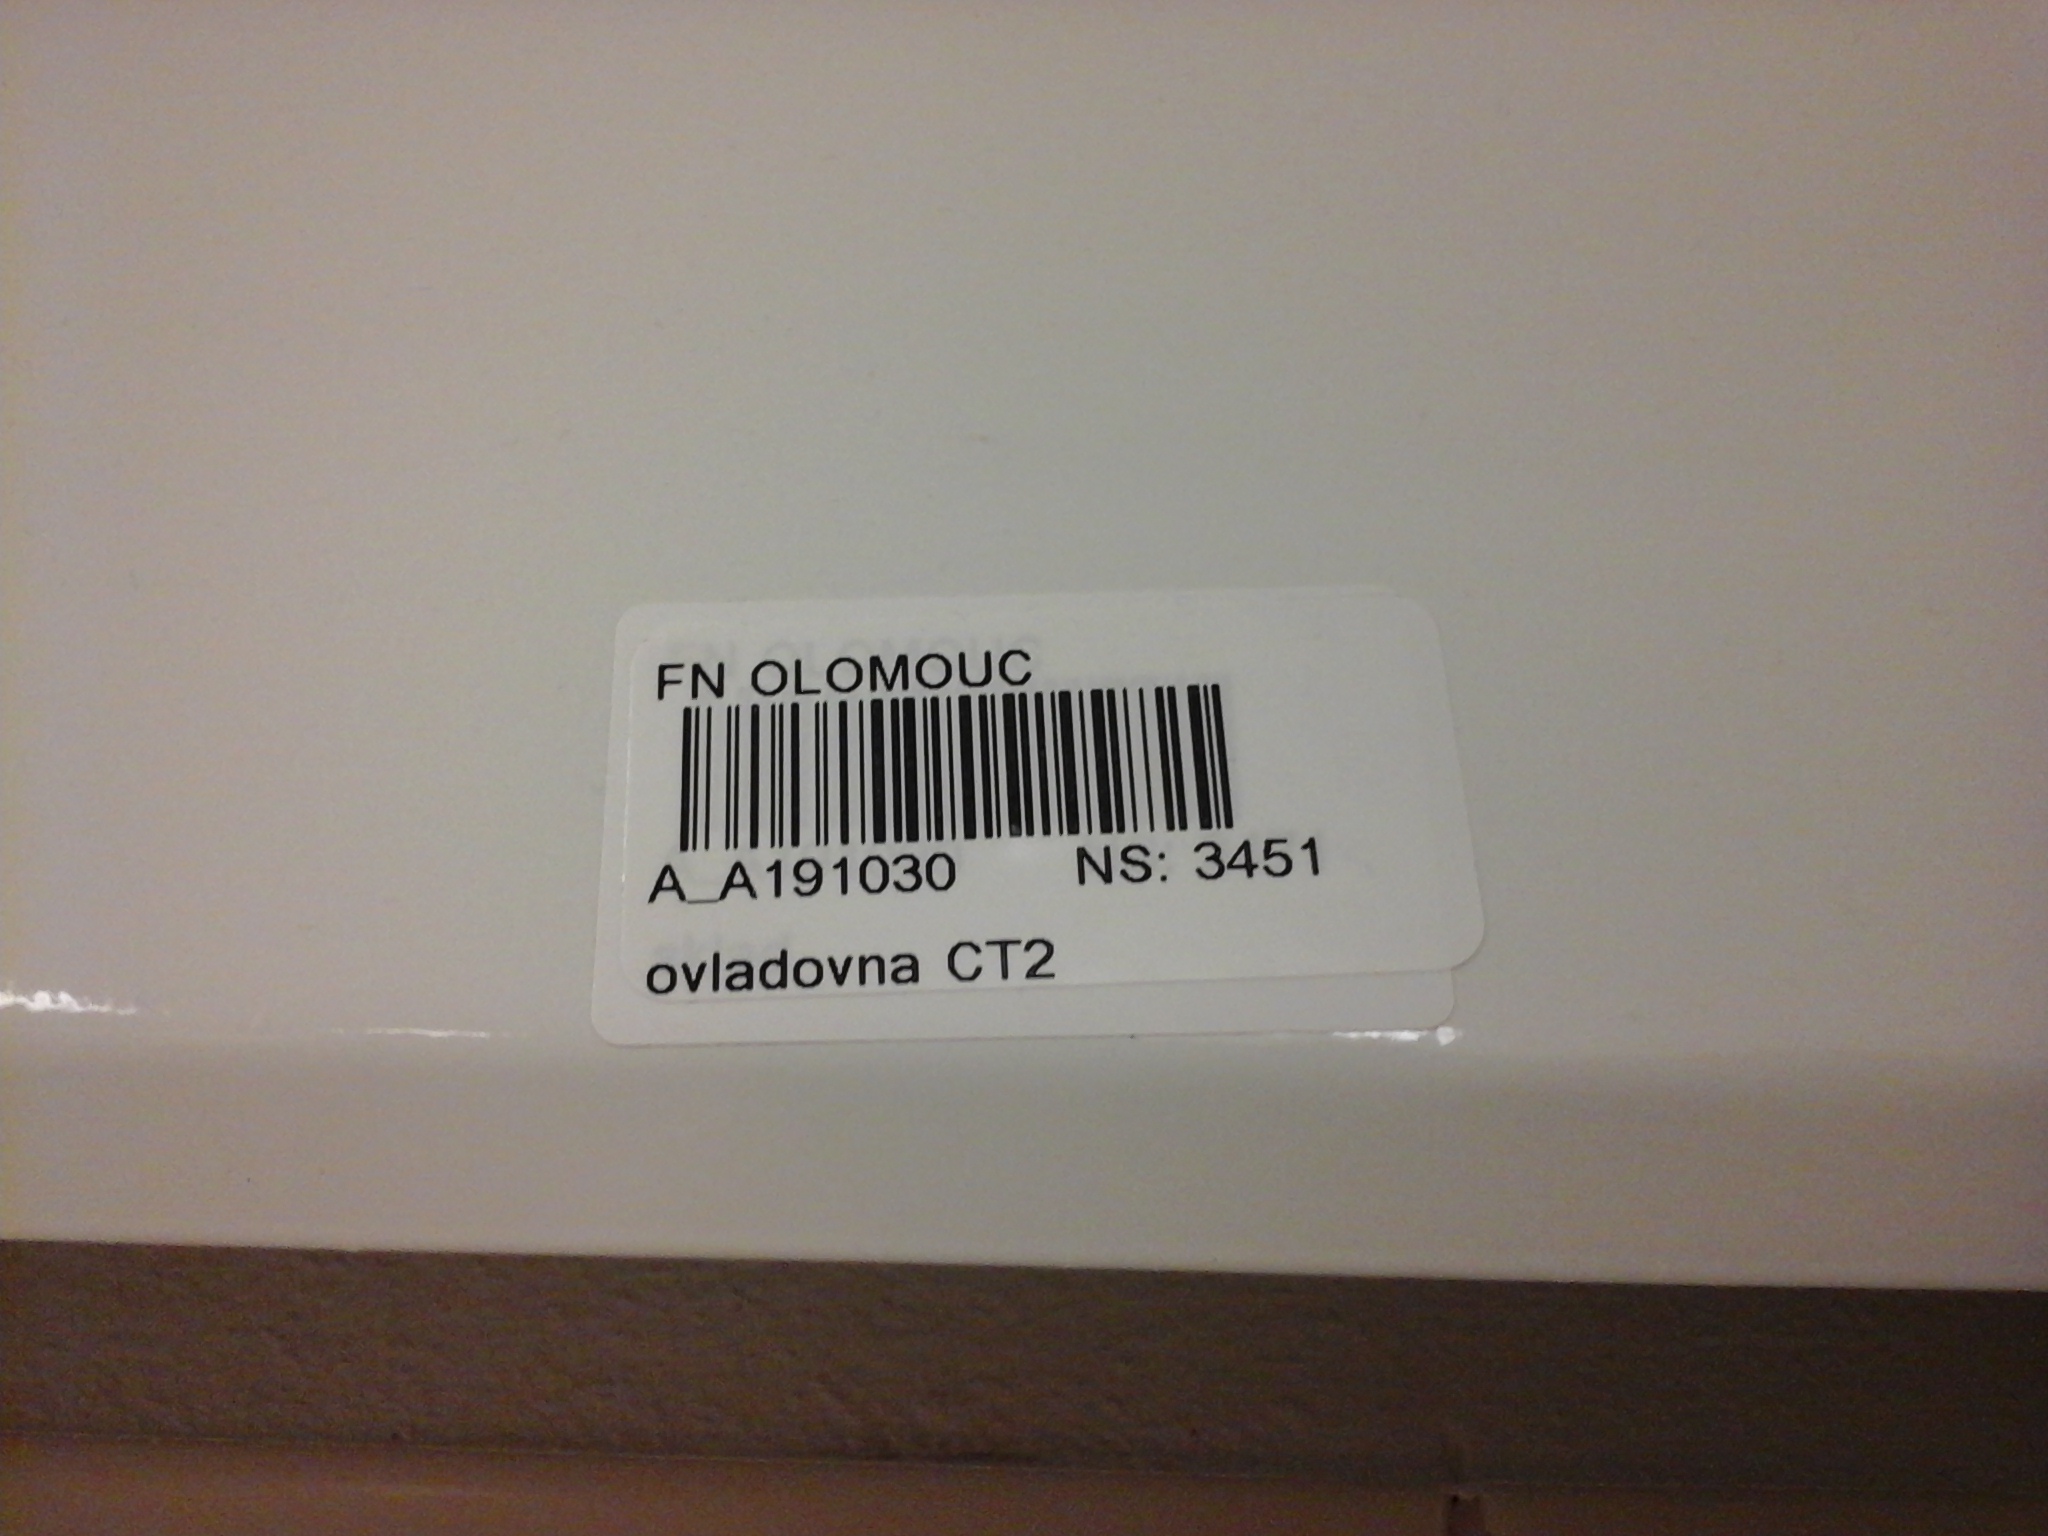 FN OLOMOUC
A_A191030 NS: 3451
ovladovna CT2